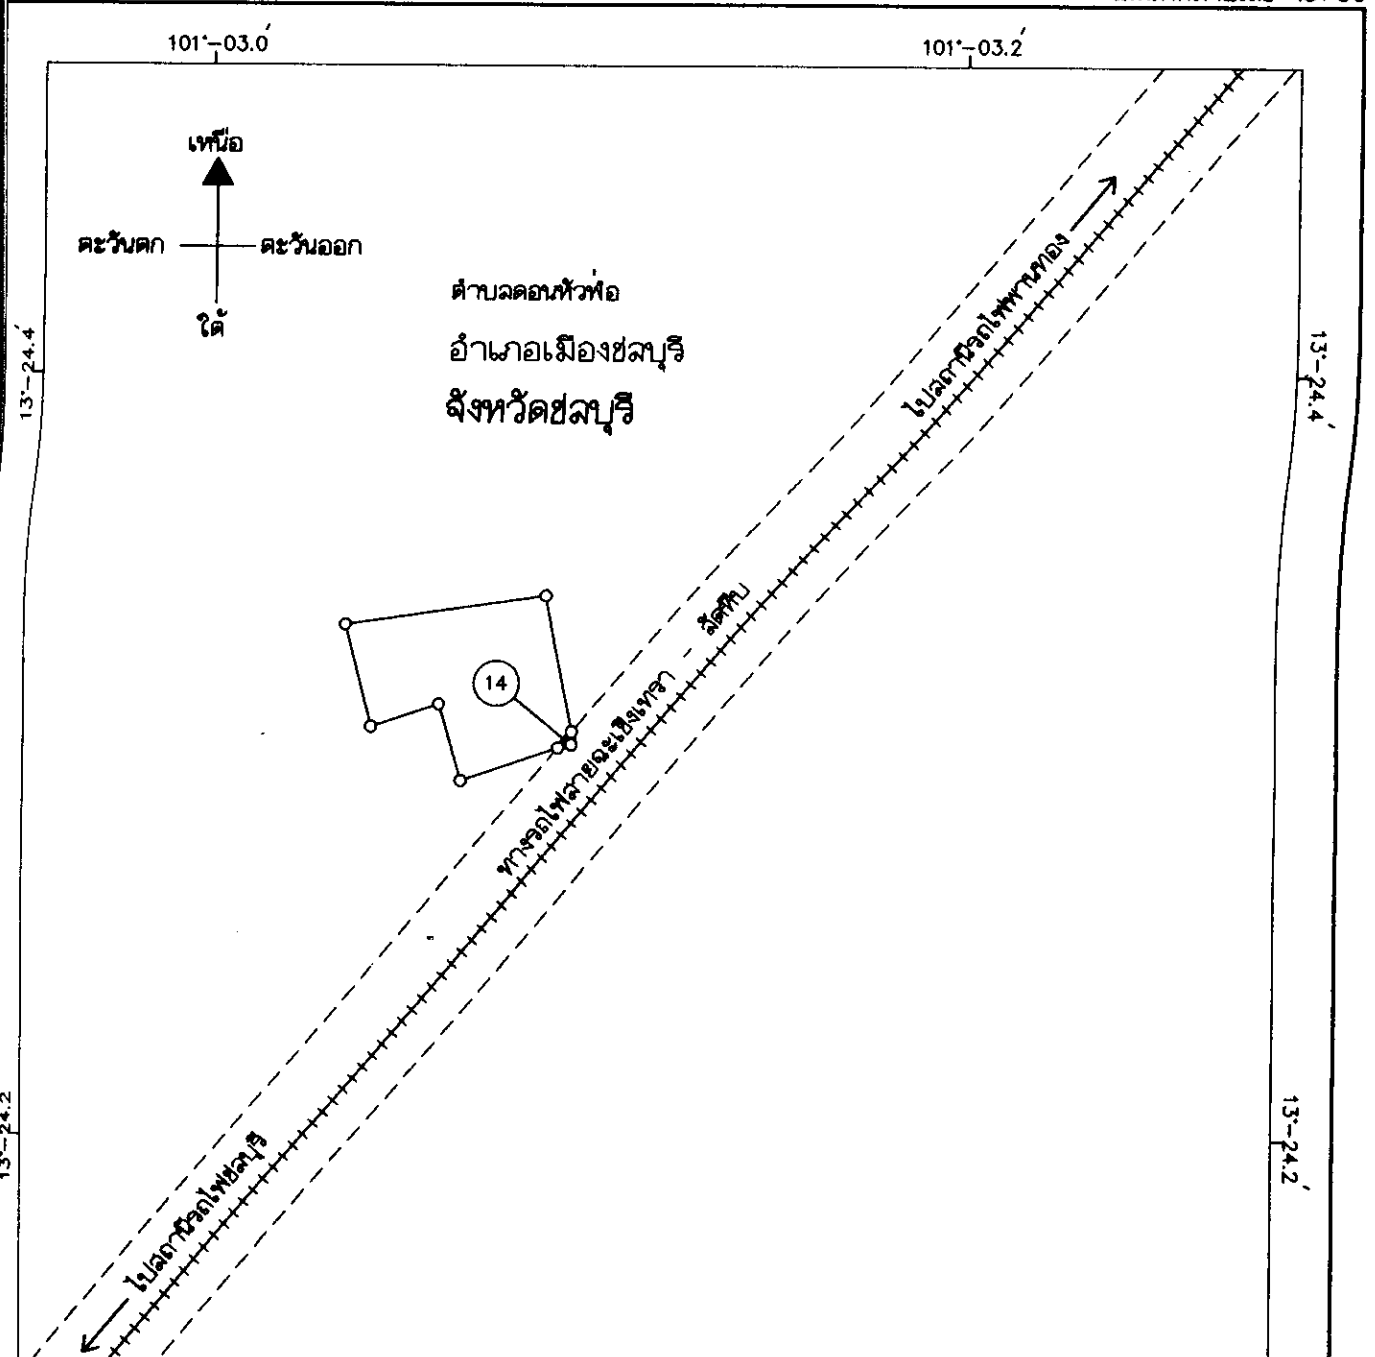 101°-03.0′
101°-03.2′
เหนือ
ตะวันตก
ตะวันออก
ใต้
ตำบลดอนหัวฬ่อ
อำเภอเมืองชลบุรี
จังหวัดชลบุรี
13°-24.4′
13°-24.4′
ไปสถานีรถไฟพานทอง
14
ทางรถไฟสายฉะเชิงเทรา - สัตหีบ
13°-24.2
13°-24.2′
ไปสถานีรถไฟชลบุรี